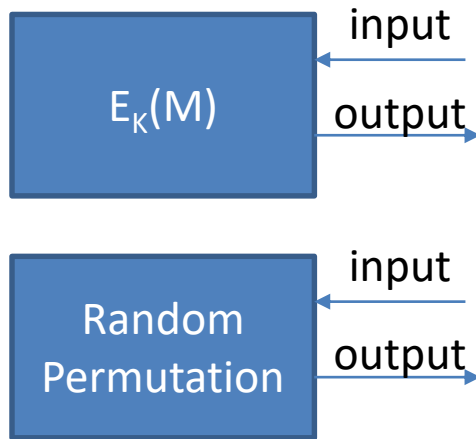 input
E_K(M)
output
input
Random
output
Permutation